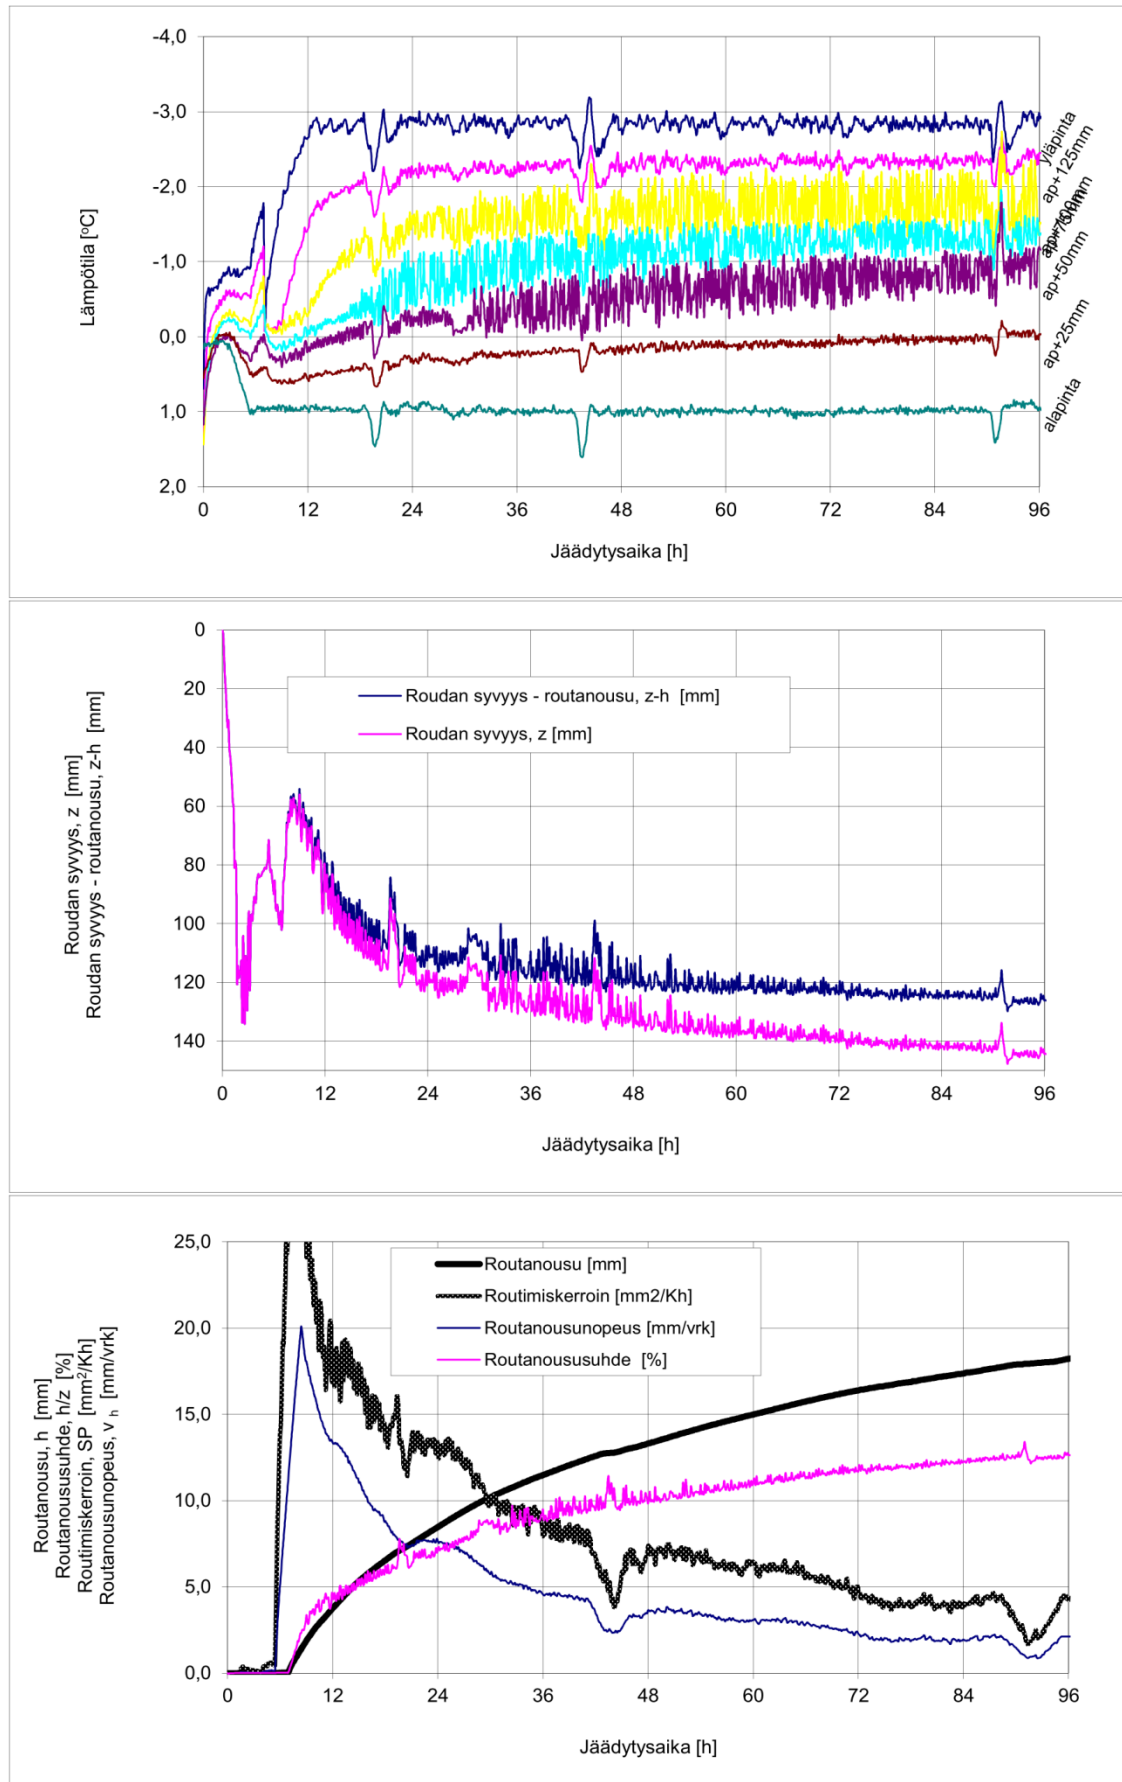 -4,0
-3,0
-2,0
-1,0
0,0
1,0
2,0
Lämpötila [ºC]
yläpinta
ap+125mm
ap+75mm
ap+50mm
ap+25mm
alapinta
0 12 24 36 48 60 72 84 96
Jäädytysaika [h]
0
20
40
60
80
100
120
140
Roudan syvyys, z [mm]
Roudan syvyys - routanousu, z-h [mm]
Roudan syvyys - routanousu, z-h [mm]
Roudan syvyys, z [mm]
0 12 24 36 48 60 72 84 96
Jäädytysaika [h]
25,0
20,0
15,0
10,0
5,0
0,0
Routanousu, h [mm]
Routanoususuhde, h/z [%]
Routimiskerroin, SP [mm²/Kh]
Routanousunopeus, v h [mm/vrk]
Routanousu [mm]
Routimiskerroin [mm2/Kh]
Routanousunopeus [mm/vrk]
Routanoususuhde [%]
0 12 24 36 48 60 72 84 96
Jäädytysaika [h]